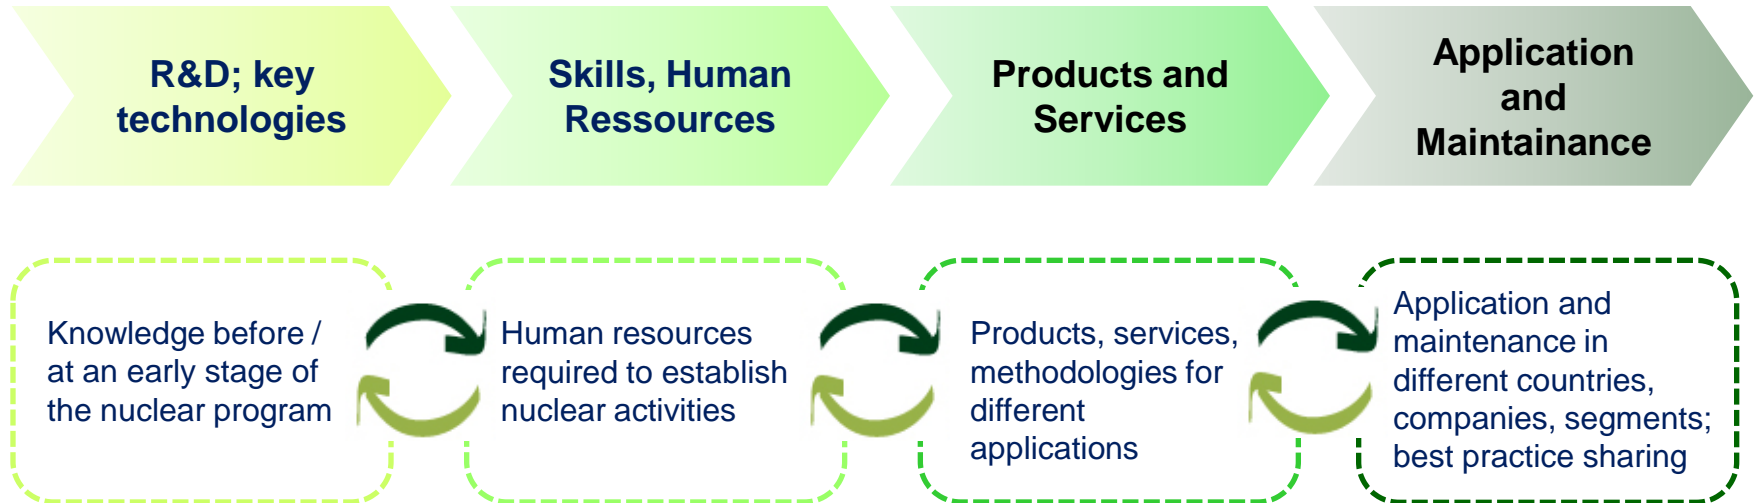 R&D; key
technologies
Skills, Human
Ressources
Products and
Services
Application
and
Maintainance
Knowledge before /
at an early stage of
the nuclear program
Human resources
required to establish
nuclear activities
Products, services,
methodologies for
different
applications
Application and
maintenance in
different countries,
companies, segments;
best practice sharing